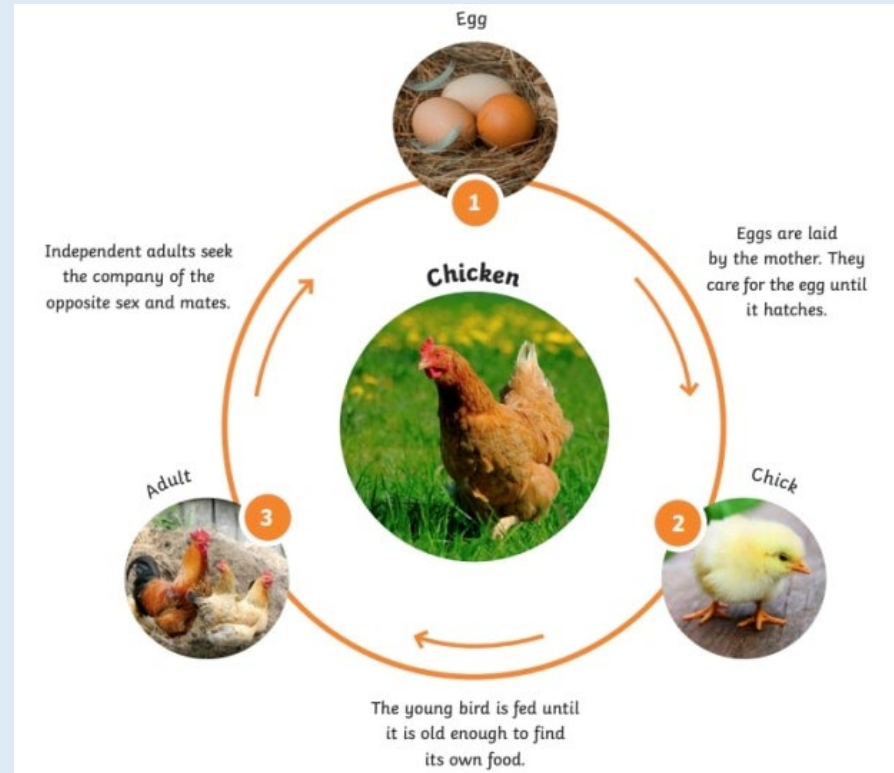 Egg
1
Eggs are laid
by the mother. They
care for the egg until
it hatches.
Chicken
Independent adults seek
the company of the
opposite sex and mates.
Chick
2
The young bird is fed until
it is old enough to find
its own food.
Adult
3